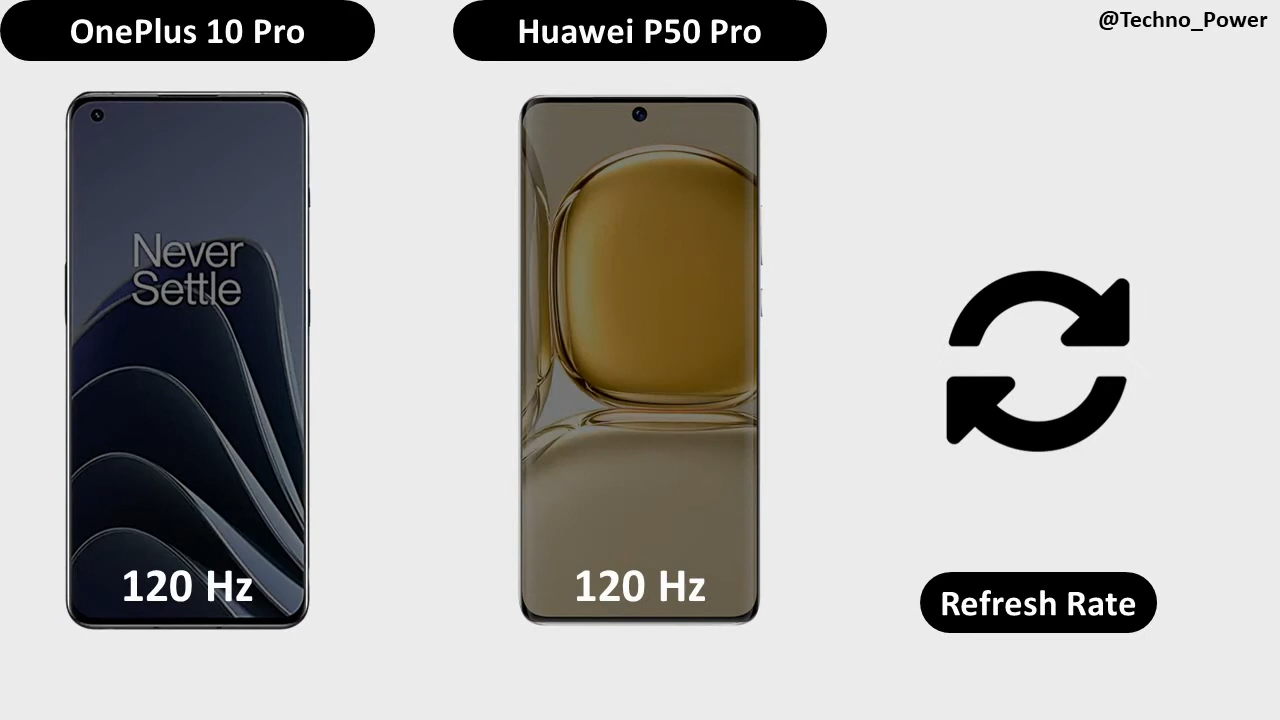 OnePlus 10 Pro
Huawei P50 Pro
@Techno_Power
Never
Settle
120 Hz
120 Hz
Refresh Rate